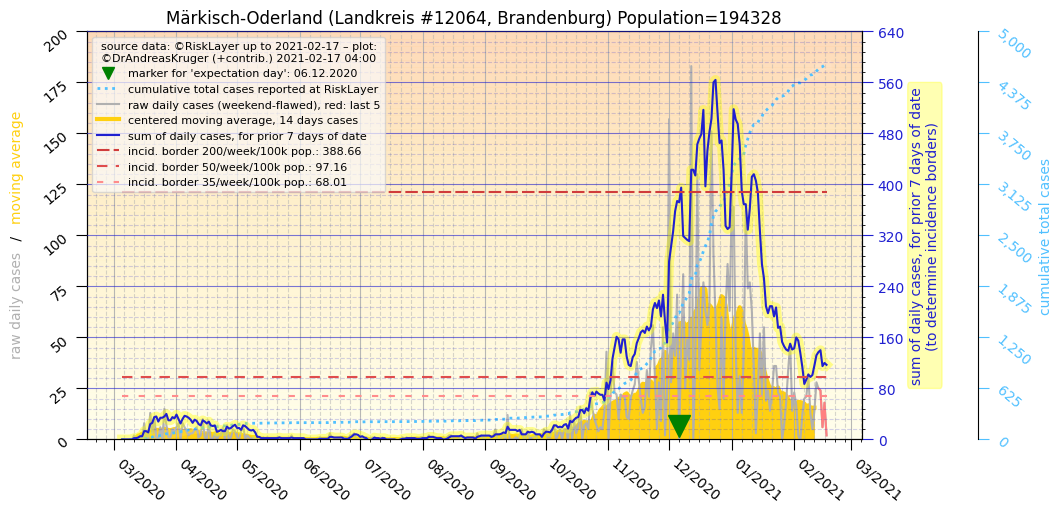 Märkisch-Oderland (Landkreis #12064, Brandenburg) Population=194328
source data: ©RiskLayer up to 2021-02-17 – plot:
©DrAndreasKruger (+contrib.) 2021-02-17 04:00
marker for 'expectation day': 06.12.2020
cumulative total cases reported at RiskLayer
raw daily cases (weekend-flawed), red: last 5
centered moving average, 14 days cases
sum of daily cases, for prior 7 days of date
incid. border 200/week/100k pop.: 388.66
incid. border 50/week/100k pop.: 97.16
incid. border 35/week/100k pop.: 68.01
raw daily cases / moving average
200
175
150
125
100
75
50
25
0
03/2020
04/2020
05/2020
06/2020
07/2020
08/2020
09/2020
10/2020
11/2020
12/2020
01/2021
02/2021
03/2021
640
560
480
400
320
240
160
80
0
sum of daily cases, for prior 7 days of date
(to determine incidence borders)
5,000
4,375
3,750
3,125
2,500
1,875
1,250
625
0
cumulative total cases